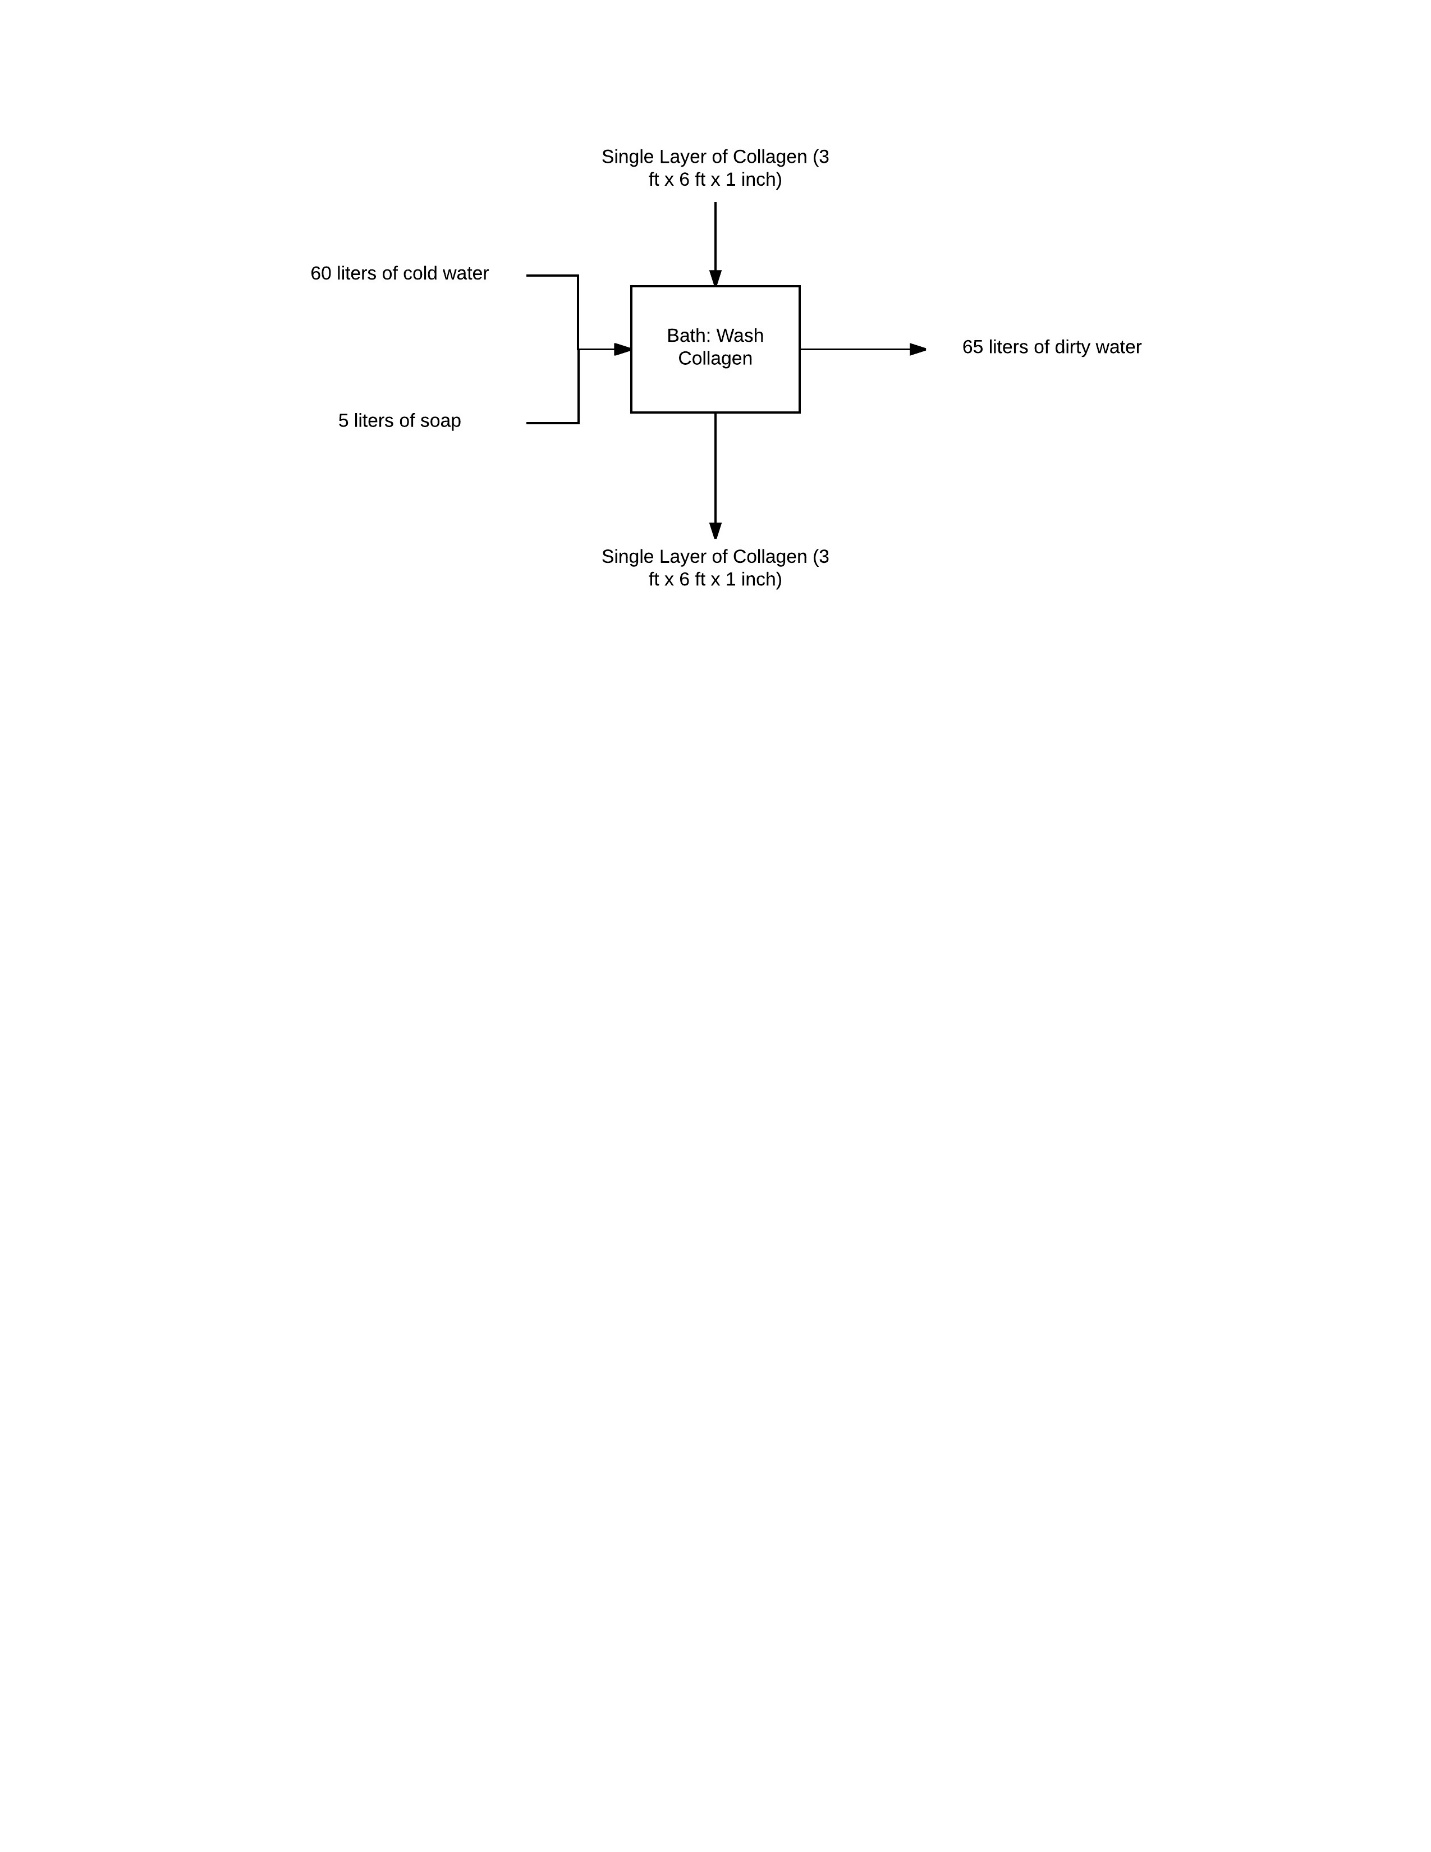 Single Layer of Collagen (3
ft x 6 ft x 1 inch)
60 liters of cold water
Bath: Wash
Collagen
65 liters of dirty water
5 liters of soap
Single Layer of Collagen (3
ft x 6 ft x 1 inch)